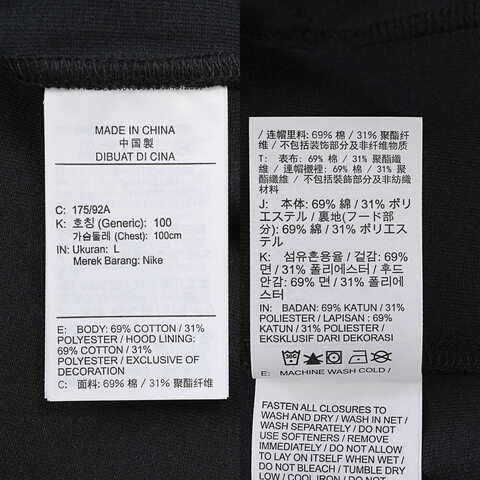 MADE IN CHINA
中国製
DIBUAT DI CINA
C: 175/92A
K: 호칭 (Generic): 100
가슴둘레 (Chest): 100cm
IN: Ukuran: L
Merek Barang: Nike
E: BODY: 69% COTTON / 31%
POLYESTER / HOOD LINING:
69% COTTON / 31%
POLYESTER / EXCLUSIVE OF
DECORATION
C: 面料: 69% 棉 / 31% 聚酯纤维
/ 连帽里料: 69% 棉 / 31% 聚酯纤
维 / 不包括装饰部分及非纤维物质
T: 表布: 69% 棉 / 31% 聚酯纖
維 / 連帽襯裡: 69% 棉 / 31% 聚
酯纖維 / 不包括裝飾部分及非紡織
材料
J: 本体: 69% 綿 / 31% ポリ
エステル / 裏地(フード部
分): 69% 綿 / 31% ポリエス
テル
K: 섬유혼용율 / 겉감: 69%
면 / 31% 폴리에스터 / 후드
안감: 69% 면 / 31% 폴리에
스터
IN: BADAN: 69% KATUN / 31%
POLIESTER / LAPISAN : 69%
KATUN / 31% POLIESTER /
EKSKLUSIF DARI DEKORASI
E: MACHINE WASH COLD /
FASTEN ALL CLOSURES TO
WASH AND DRY / WASH IN NET /
WASH SEPARATELY / DO NOT
USE SOFTENERS / REMOVE
IMMEDIATELY / DO NOT ALLOW
TO LAY ON ITSELF WHEN WET /
DO NOT BLEACH / TUMBLE DRY
LOW / COOL IRON / DO NOT